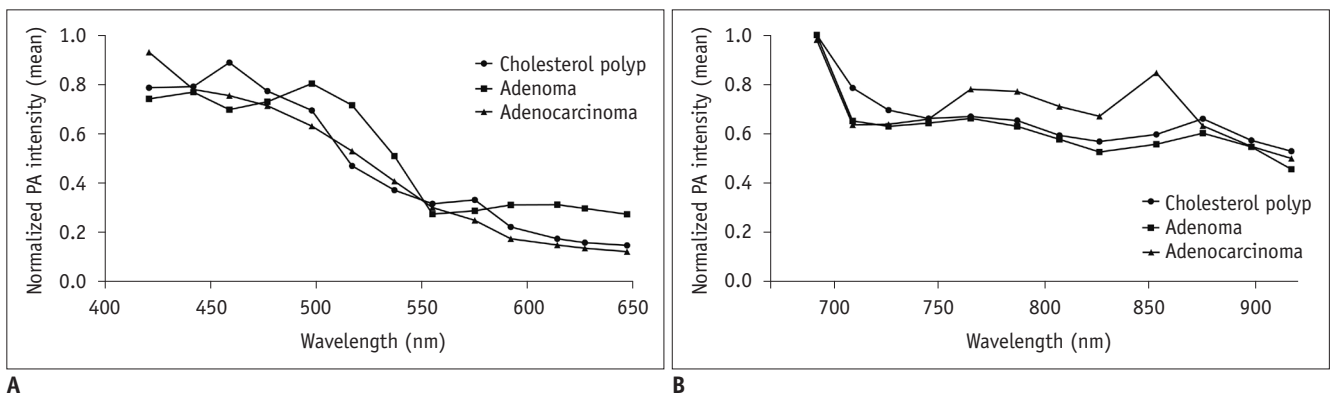 Normalized PA intensity (mean)
1.0
0.8
0.6
0.4
0.2
0.0
400 450 500 550 600 650
Wavelength (nm)
Cholesterol polyp
Adenoma
Adenocarcinoma
A
Normalized PA intensity (mean)
1.0
0.8
0.6
0.4
0.2
0.0
700 750 800 850 900
Wavelength (nm)
Cholesterol polyp
Adenoma
Adenocarcinoma
B